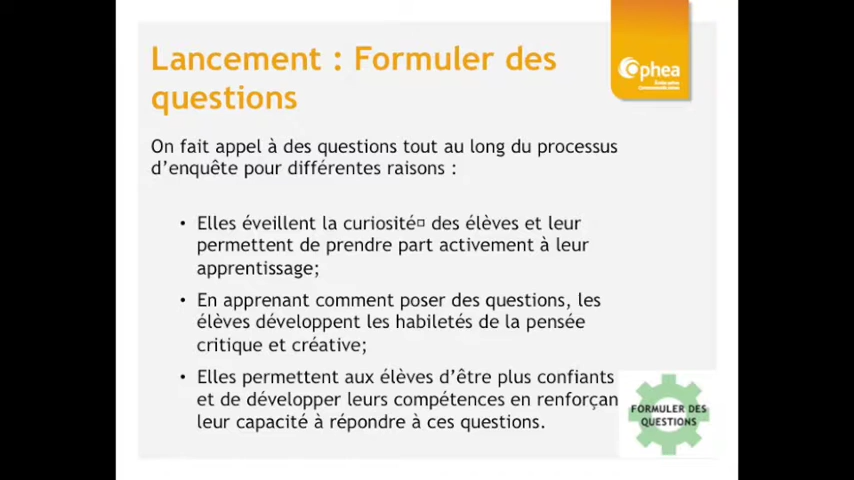 Lancement : Formuler des
questions
Ophea
On fait appel à des questions tout au long du processus
d'enquête pour différentes raisons :
• Elles éveillent la curiosité¤ des élèves et leur
permettent de prendre part activement à leur
apprentissage;
• En apprenant comment poser des questions, les
élèves développent les habiletés de la pensée
critique et créative;
• Elles permettent aux élèves d'être plus confiants
et de développer leurs compétences en renforçan
leur capacité à répondre à ces questions.
FORMULER DES
QUESTIONS